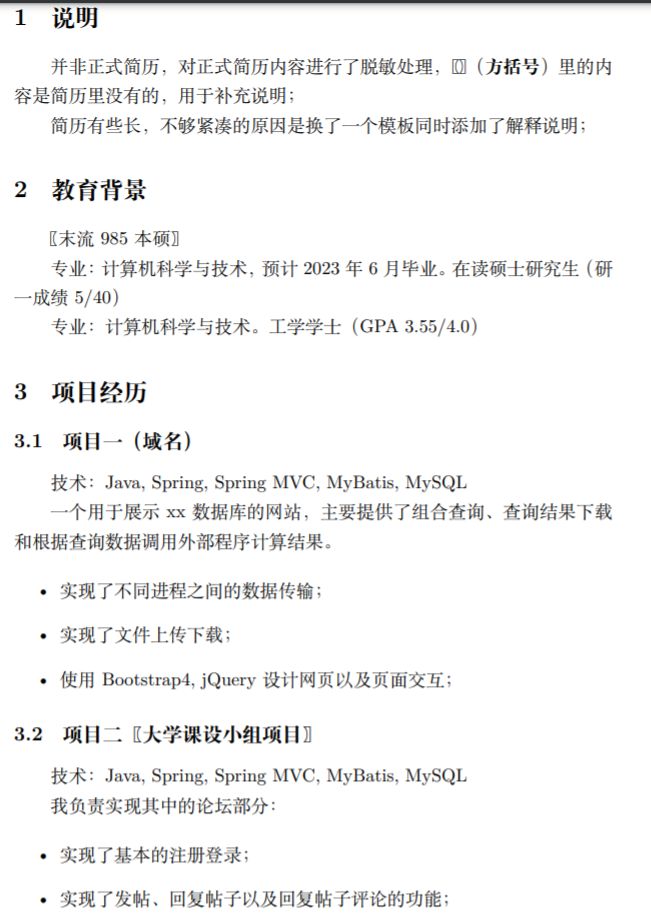 1 说明
并非正式简历，对正式简历内容进行了脱敏处理，〖〗（方括号）里的内
容是简历里没有的，用于补充说明；
简历有些长，不够紧凑的原因是换了一个模板同时添加了解释说明；
2 教育背景
〖末流 985 本硕〗
专业：计算机科学与技术，预计 2023 年 6 月毕业。在读硕士研究生（研
一成绩 5/40）
专业：计算机科学与技术。工学学士（GPA 3.55/4.0）
3 项目经历
3.1 项目一（域名）
技术：Java, Spring, Spring MVC, MyBatis, MySQL
一个用于展示 xx 数据库的网站，主要提供了组合查询、查询结果下载
和根据查询数据调用外部程序计算结果。
• 实现了不同进程之间的数据传输；
• 实现了文件上传下载；
• 使用 Bootstrap4, jQuery 设计网页以及页面交互；
3.2 项目二〖大学课设小组项目〗
技术：Java, Spring, Spring MVC, MyBatis, MySQL
我负责实现其中的论坛部分：
• 实现了基本的注册登录；
• 实现了发帖、回复帖子以及回复帖子评论的功能；